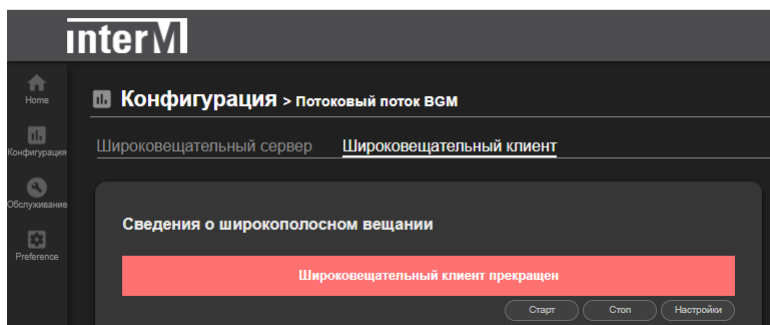 interM
Home
Конфигурация > Потоковый поток BGM
Конфигурация
Широковещательный сервер Широковещательный клиент
Обслуживание
Сведения о широкополосном вещании
Preference
Широковещательный клиент прекращен
Старт Стоп Настройки